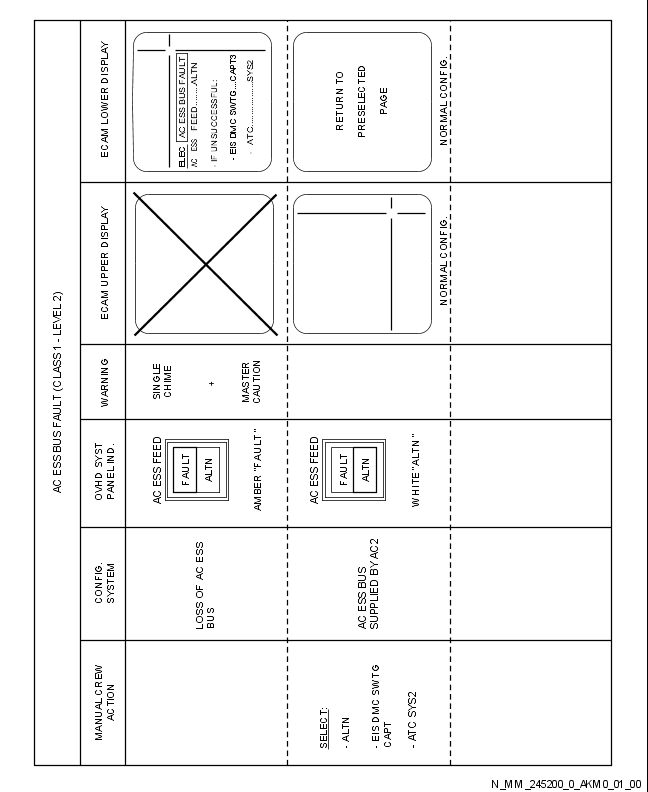 AC ESS BUS FAULT (CLASS 1 - LEVEL 2)
MANUAL CREW
ACTION
CONFIG.
SYSTEM
OVHD SYST
PANEL IND.
WARNING
ECAM UPPER DISPLAY
ECAM LOWER DISPLAY
LOSS OF AC ESS
BUS
AC ESS FEED
FAULT
ALTN
AMBER "FAULT"
SINGLE
CHIME
+
MASTER
CAUTION
ELEC AC ESS BUS FAULT
AC ESS FEED........ALTN
- IF UNSUCCESSFUL:
- EIS DMC SWTG...CAPT3
- ATC...................SYS2
SELECT:
- ALTN
- EIS DMC SWTG
CAPT
- ATC SYS2
AC ESS BUS
SUPPLIED BY AC2
AC ESS FEED
FAULT
ALTN
WHITE "ALTN"
NORMAL CONFIG.
RETURN TO
PRESELECTED
PAGE
NORMAL CONFIG.
N_MM_245200_0_AKM0_01_00